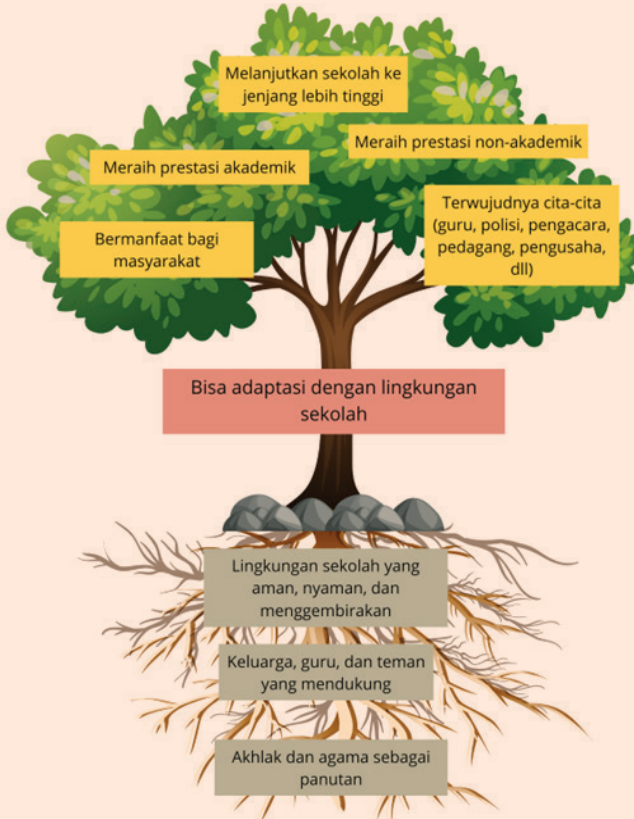 Melanjutkan sekolah ke
jenjang lebih tinggi
Meraih prestasi non-akademik
Meraih prestasi akademik
Terwujudnya cita-cita
(guru, polisi, pengacara,
pedagang, pengusaha,
dll)
Bermanfaat bagi
masyarakat
Bisa adaptasi dengan lingkungan
sekolah
Lingkungan sekolah yang
aman, nyaman, dan
menggembirakan
Keluarga, guru, dan teman
yang mendukung
Akhlak dan agama sebagai
panutan